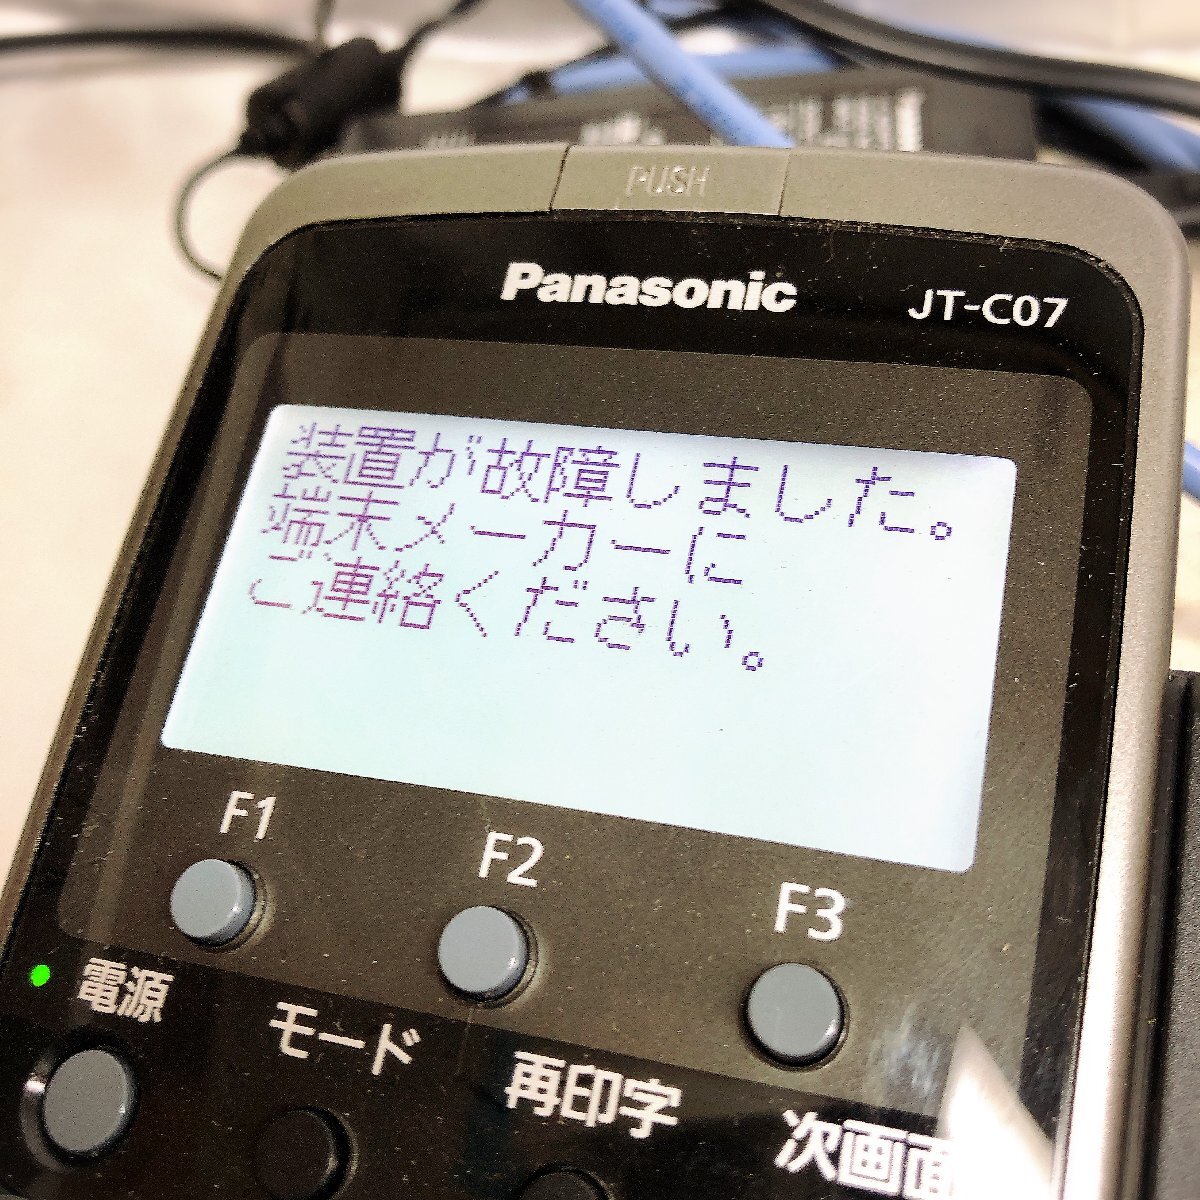 PUSH
Panasonic JT-C07
装置が故障しました。
端末メーカーに
ご連絡ください。
F1 F2 F3
電源 モード 再印字 次画面